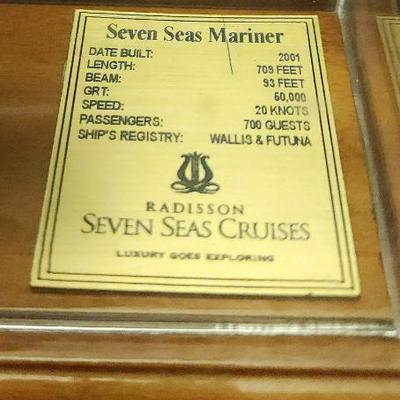 Seven Seas Mariner
DATE BUILT: 2001
LENGTH: 709 FEET
BEAM: 93 FEET
GRT: 50,000
SPEED: 20 KNOTS
PASSENGERS: 700 GUESTS
SHIP'S REGISTRY: WALLIS & FUTUNA
RADISSON
SEVEN SEAS CRUISES
LUXURY GOES EXPLORING